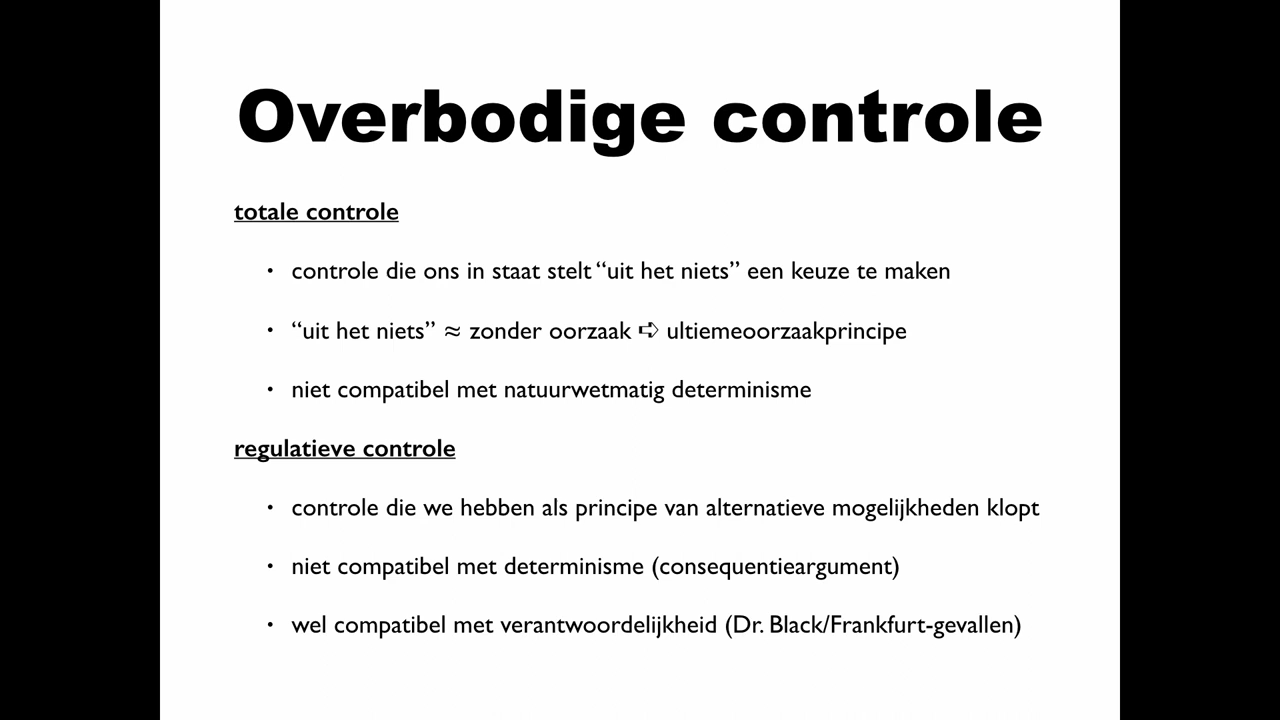 Overbodige controle
totale controle
• controle die ons in staat stelt “uit het niets” een keuze te maken
• “uit het niets” ≈ zonder oorzaak ➪ ultiemeoorzaakprincipe
• niet compatibel met natuurwetmatig determinisme
regulatieve controle
• controle die we hebben als principe van alternatieve mogelijkheden klopt
• niet compatibel met determinisme (consequentieargument)
• wel compatibel met verantwoordelijkheid (Dr. Black/Frankfurt-gevallen)